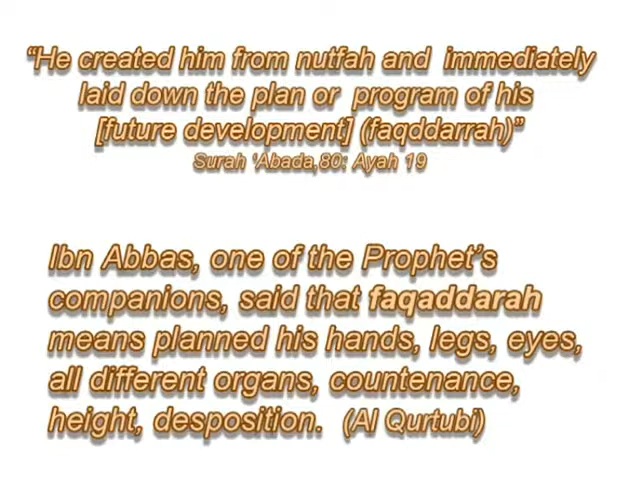 “He created him from nutfah and immediately
laid down the plan or program of his
[future development] (faqddarrah)”
Surah 'Abada,80: Ayah 19
Ibn Abbas, one of the Prophet’s
companions, said that faqaddarah
means planned his hands, legs, eyes,
all different organs, countenance,
height, desposition. (Al Qurtubi)